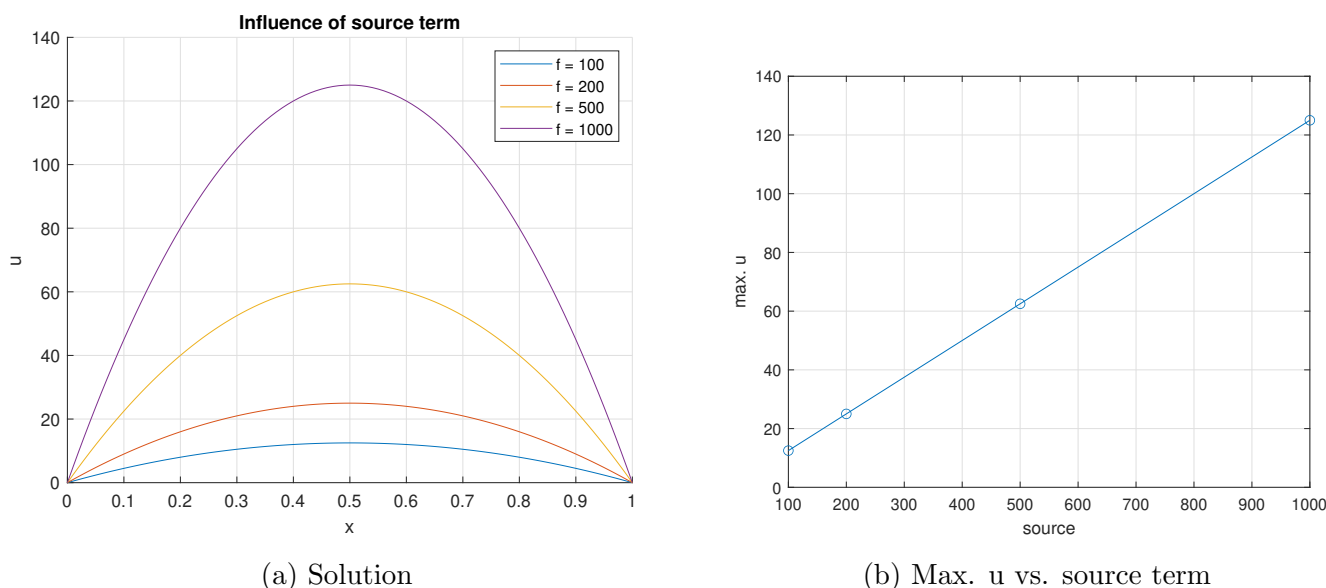 Influence of source term
140
120
100
80
60
40
20
0
u
f = 100
f = 200
f = 500
f = 1000
0 0.1 0.2 0.3 0.4 0.5 0.6 0.7 0.8 0.9 1
x
(a) Solution
140
120
100
80
60
40
20
0
max. u
100 200 300 400 500 600 700 800 900 1000
source
(b) Max. u vs. source term